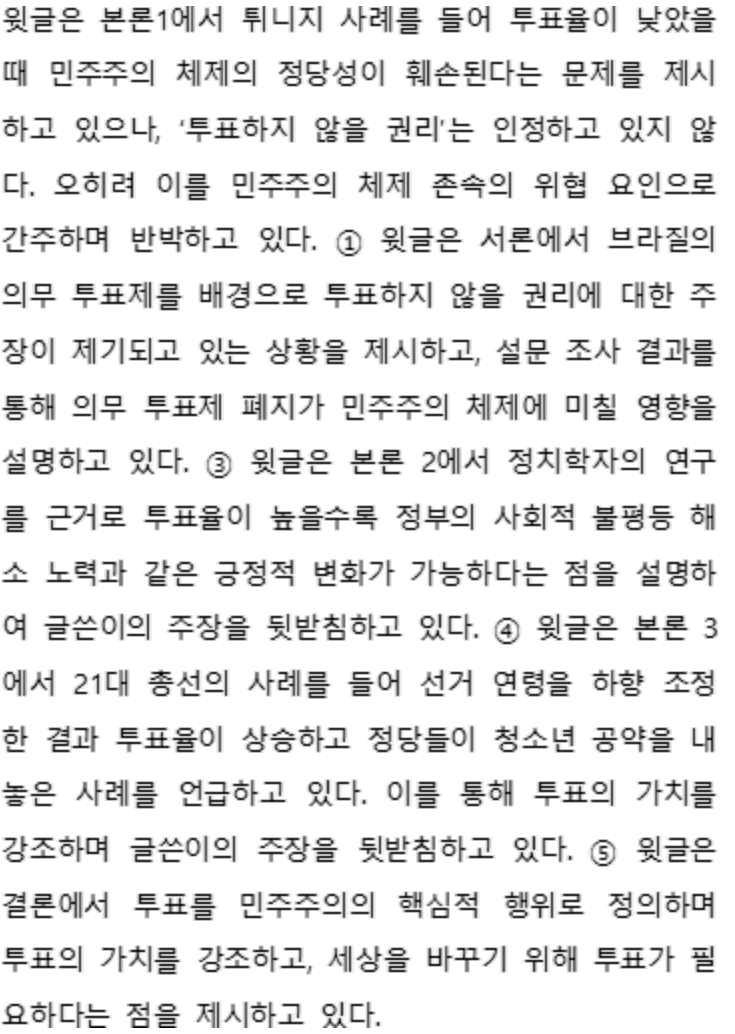 윗글은 본론1에서 튀니지 사례를 들어 투표율이 낮았을
때 민주주의 체제의 정당성이 훼손된다는 문제를 제시
하고 있으나, ‘투표하지 않을 권리’는 인정하고 있지 않
다. 오히려 이를 민주주의 체제 존속의 위협 요인으로
간주하며 반박하고 있다. ① 윗글은 서론에서 브라질의
의무 투표제를 배경으로 투표하지 않을 권리에 대한 주
장이 제기되고 있는 상황을 제시하고, 설문 조사 결과를
통해 의무 투표제 폐지가 민주주의 체제에 미칠 영향을
설명하고 있다. ③ 윗글은 본론 2에서 정치학자의 연구
를 근거로 투표율이 높을수록 정부의 사회적 불평등 해
소 노력과 같은 긍정적 변화가 가능하다는 점을 설명하
여 글쓴이의 주장을 뒷받침하고 있다. ④ 윗글은 본론 3
에서 21대 총선의 사례를 들어 선거 연령을 하향 조정
한 결과 투표율이 상승하고 정당들이 청소년 공약을 내
놓은 사례를 언급하고 있다. 이를 통해 투표의 가치를
강조하며 글쓴이의 주장을 뒷받침하고 있다. ⑤ 윗글은
결론에서 투표를 민주주의의 핵심적 행위로 정의하며
투표의 가치를 강조하고, 세상을 바꾸기 위해 투표가 필
요하다는 점을 제시하고 있다.